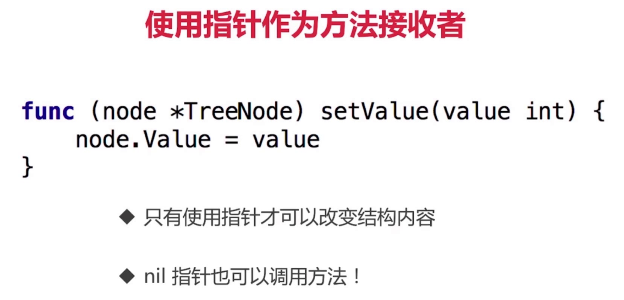 使用指针作为方法接收者
func (node *TreeNode) setValue(value int) {
    node.Value = value
}
◆ 只有使用指针才可以改变结构内容
◆ nil 指针也可以调用方法！